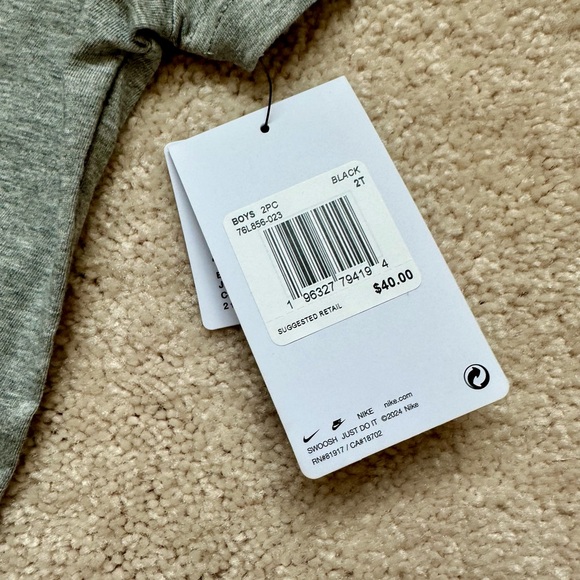 BOYS 2PC BLACK
76L856-023 2T
1 96327 79419 4
SUGGESTED RETAIL $40.00
NIKE nike.com
SWOOSH JUST DO IT ©2024 Nike
RN#81917 / CA#18702